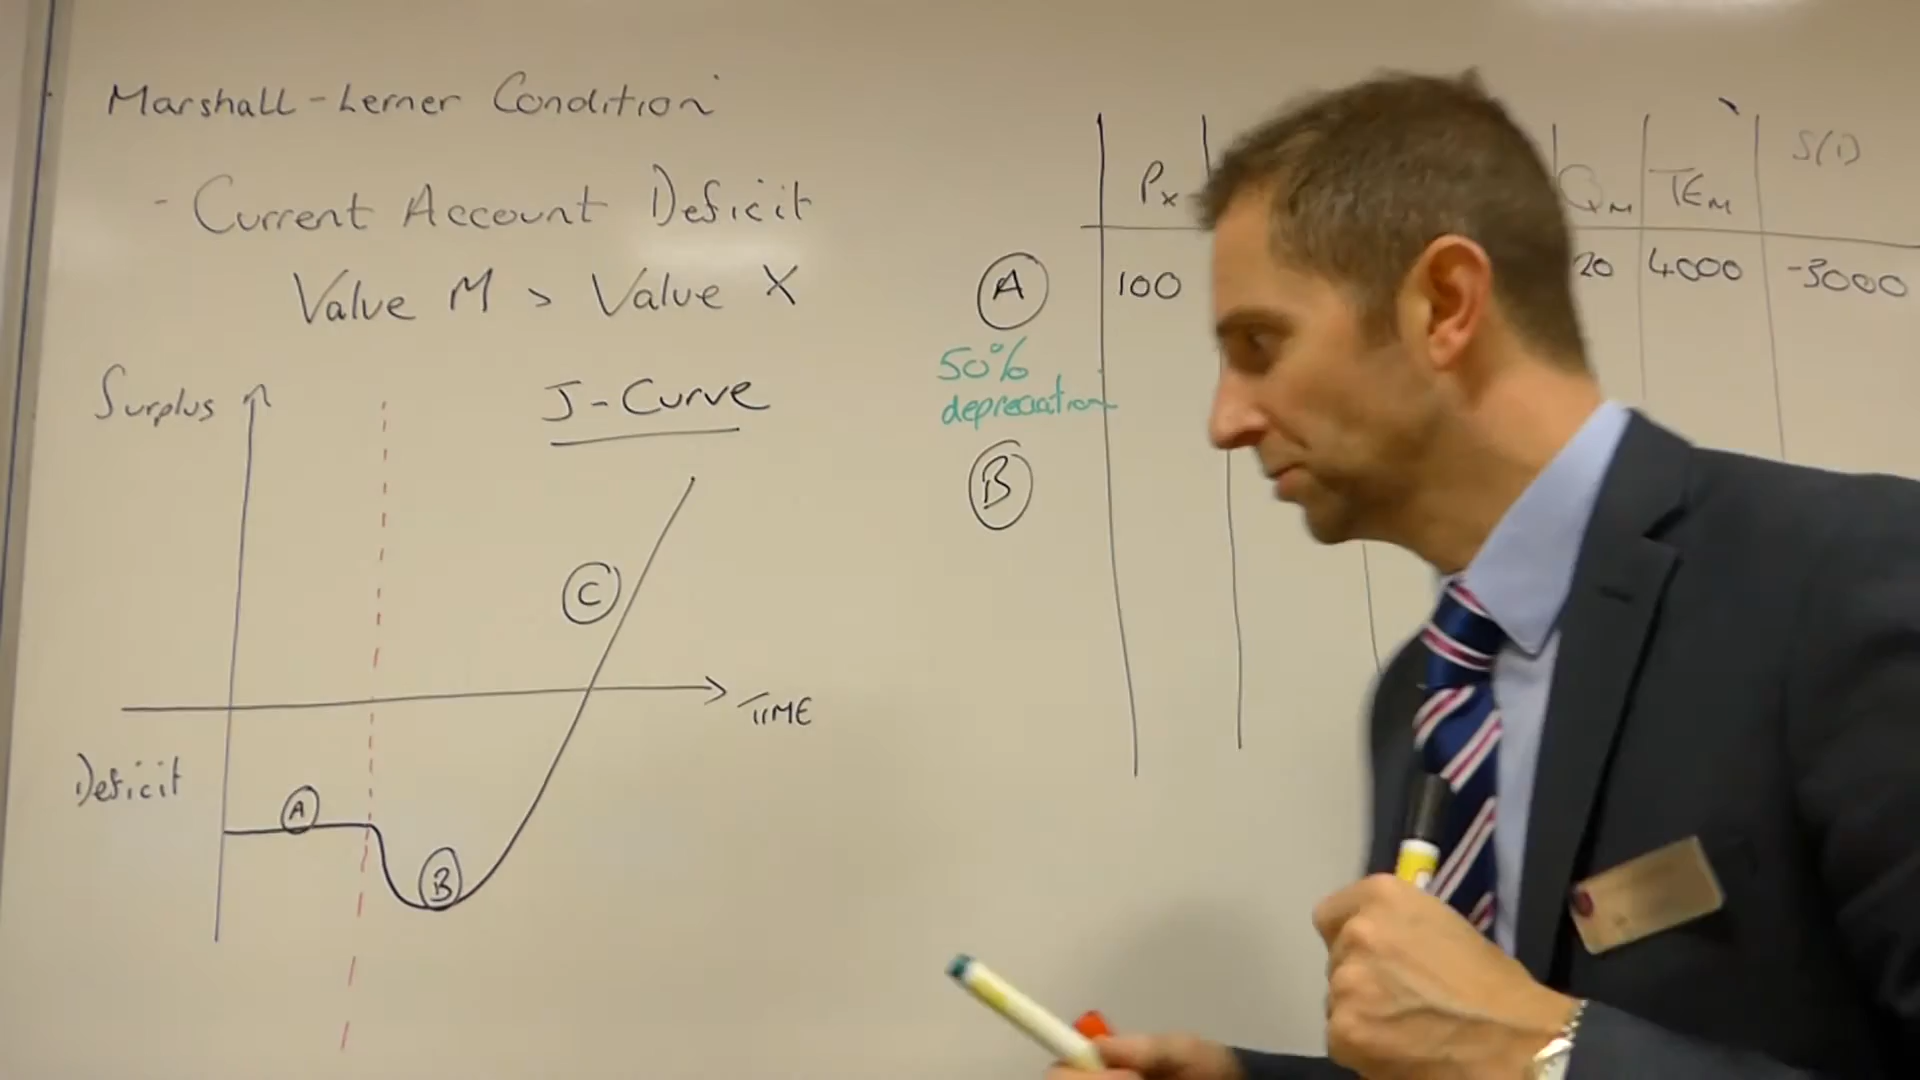 Marshall-Lerner Condition
- Current Account Deficit
Value M > Value X
Surplus
J-Curve
C
TIME
Deficit
A
B
Px QM TEM S(1)
A 100 20 4000 -3000
50%
depreciation
B